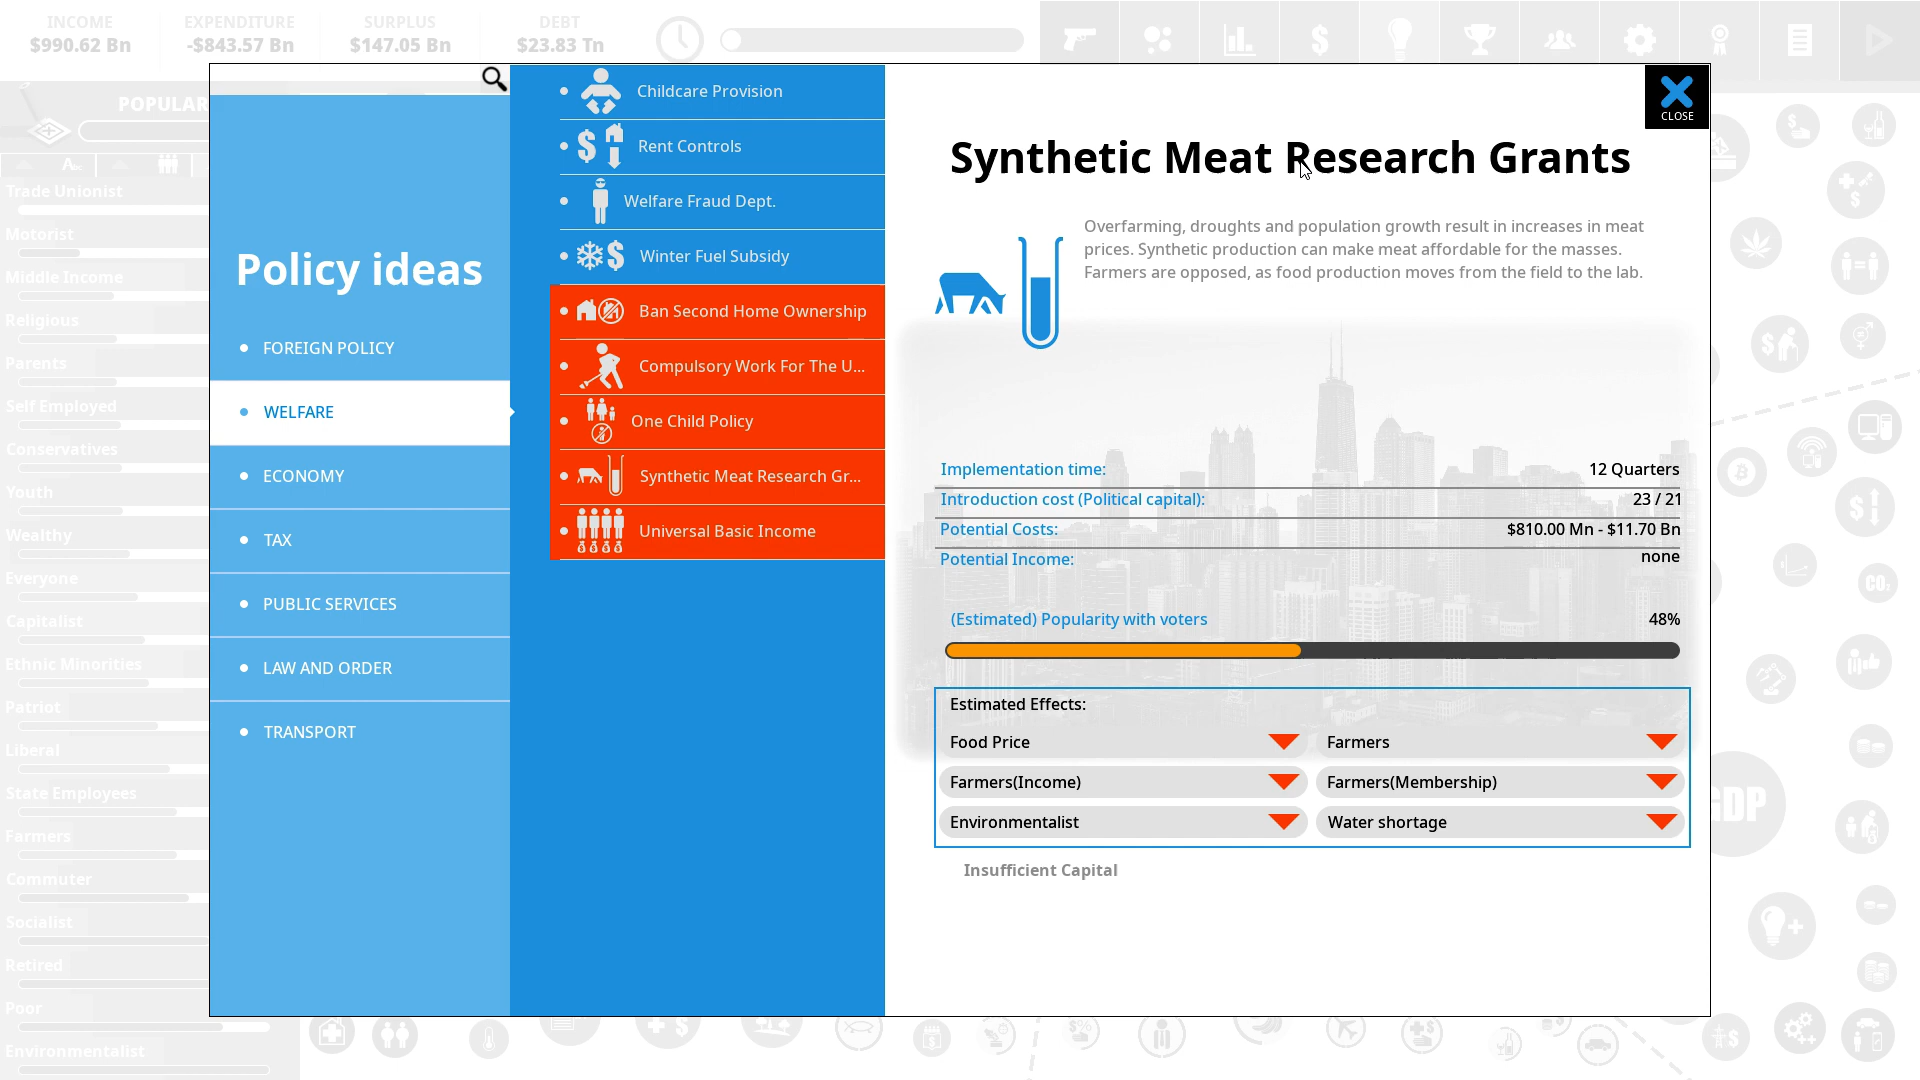 INCOME
$990.62 Bn
EXPENDITURE
-$843.57 Bn
SURPLUS
$147.05 Bn
DEBT
$23.83 Tn
POPULAR
Trade Unionist
Motorist
Middle Income
Religious
Parents
Self Employed
Conservatives
Youth
Wealthy
Everyone
Capitalist
Ethnic Minorities
Patriot
Liberal
State Employees
Farmers
Commuter
Socialist
Retired
Poor
Environmentalist
Policy ideas
FOREIGN POLICY
WELFARE
ECONOMY
TAX
PUBLIC SERVICES
LAW AND ORDER
TRANSPORT
Childcare Provision
Rent Controls
Welfare Fraud Dept.
Winter Fuel Subsidy
Ban Second Home Ownership
Compulsory Work For The U...
One Child Policy
Synthetic Meat Research Gr...
Universal Basic Income
CLOSE
Synthetic Meat Research Grants
Overfarming, droughts and population growth result in increases in meat
prices. Synthetic production can make meat affordable for the masses.
Farmers are opposed, as food production moves from the field to the lab.
Implementation time: 12 Quarters
Introduction cost (Political capital): 23 / 21
Potential Costs: $810.00 Mn - $11.70 Bn
Potential Income: none
(Estimated) Popularity with voters 48%
Estimated Effects:
Food Price Farmers
Farmers(Income) Farmers(Membership)
Environmentalist Water shortage
Insufficient Capital
GDP
CO₂